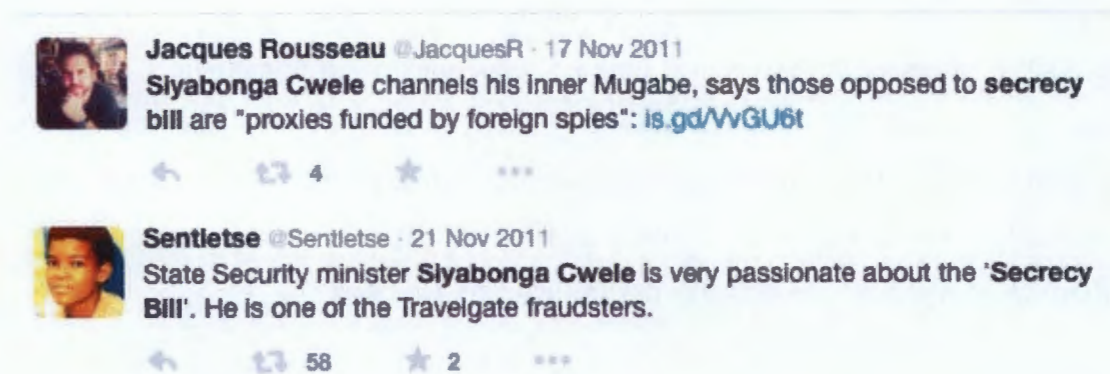 Jacques Rousseau @JacquesR · 17 Nov 2011
Siyabonga Cwele channels his inner Mugabe, says those opposed to secrecy
bill are "proxies funded by foreign spies": is.gd/VvGU6t
4
Sentletse @Sentletse · 21 Nov 2011
State Security minister Siyabonga Cwele is very passionate about the 'Secrecy
Bill'. He is one of the Travelgate fraudsters.
58 2